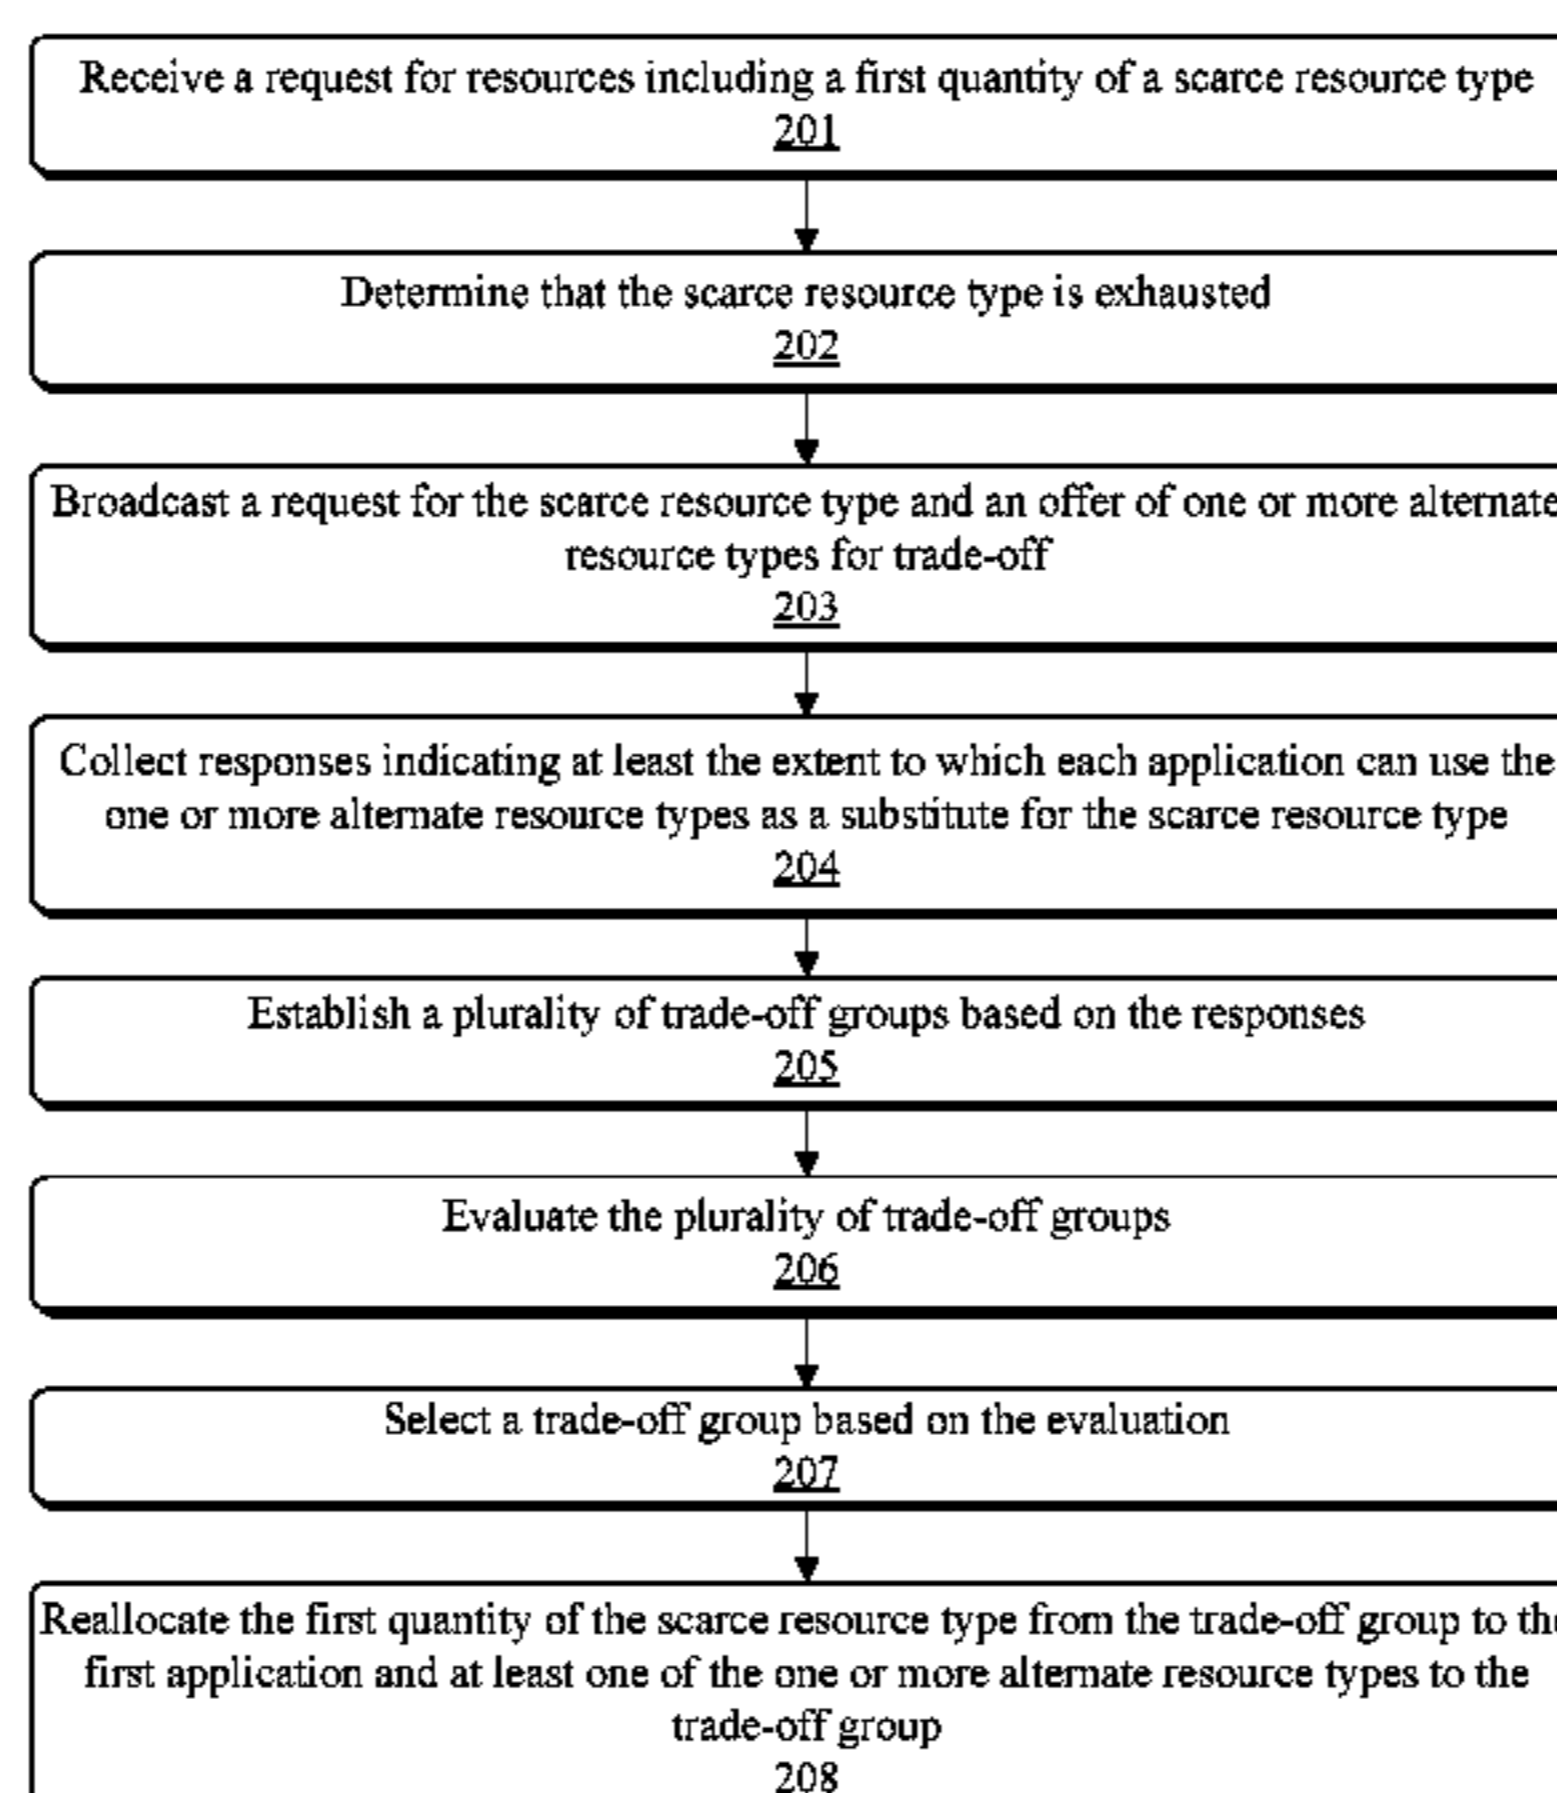 Receive a request for resources including a first quantity of a scarce resource type
201
Determine that the scarce resource type is exhausted
202
Broadcast a request for the scarce resource type and an offer of one or more alternate
resource types for trade-off
203
Collect responses indicating at least the extent to which each application can use the
one or more alternate resource types as a substitute for the scarce resource type
204
Establish a plurality of trade-off groups based on the responses
205
Evaluate the plurality of trade-off groups
206
Select a trade-off group based on the evaluation
207
Reallocate the first quantity of the scarce resource type from the trade-off group to the
first application and at least one of the one or more alternate resource types to the
trade-off group
208